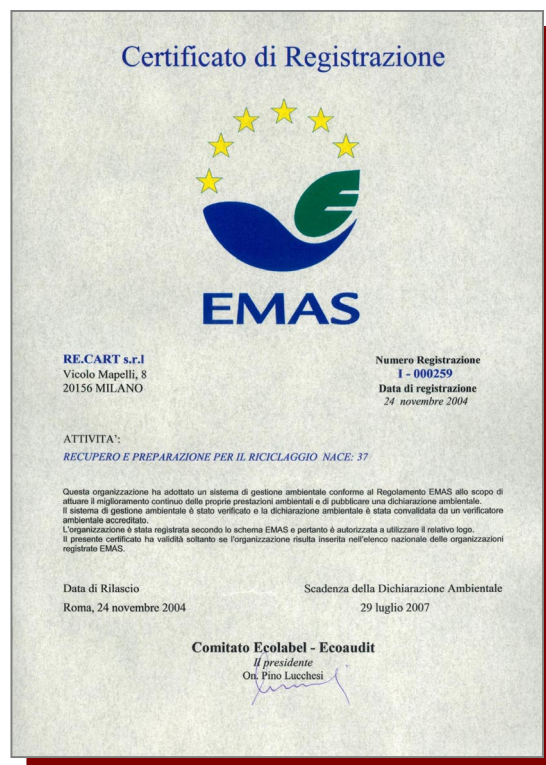 Certificato di Registrazione
EMAS
RE.CART s.r.l
Vicolo Mapelli, 8
20156 MILANO
Numero Registrazione
I - 000259
Data di registrazione
24 novembre 2004
ATTIVITA':
RECUPERO E PREPARAZIONE PER IL RICICLAGGIO NACE: 37
Questa organizzazione ha adottato un sistema di gestione ambientale conforme al Regolamento EMAS allo scopo di
attuare il miglioramento continuo delle proprie prestazioni ambientali e di pubblicare una dichiarazione ambientale.
Il sistema di gestione ambientale è stato verificato e la dichiarazione ambientale è stata convalidata da un verificatore
ambientale accreditato.
L'organizzazione è stata registrata secondo lo schema EMAS e pertanto è autorizzata a utilizzare il relativo logo.
Il presente certificato ha validità soltanto se l'organizzazione risulta inserita nell'elenco nazionale delle organizzazioni
registrate EMAS.
Data di Rilascio
Roma, 24 novembre 2004
Scadenza della Dichiarazione Ambientale
29 luglio 2007
Comitato Ecolabel - Ecoaudit
Il presidente
On. Pino Lucchesi